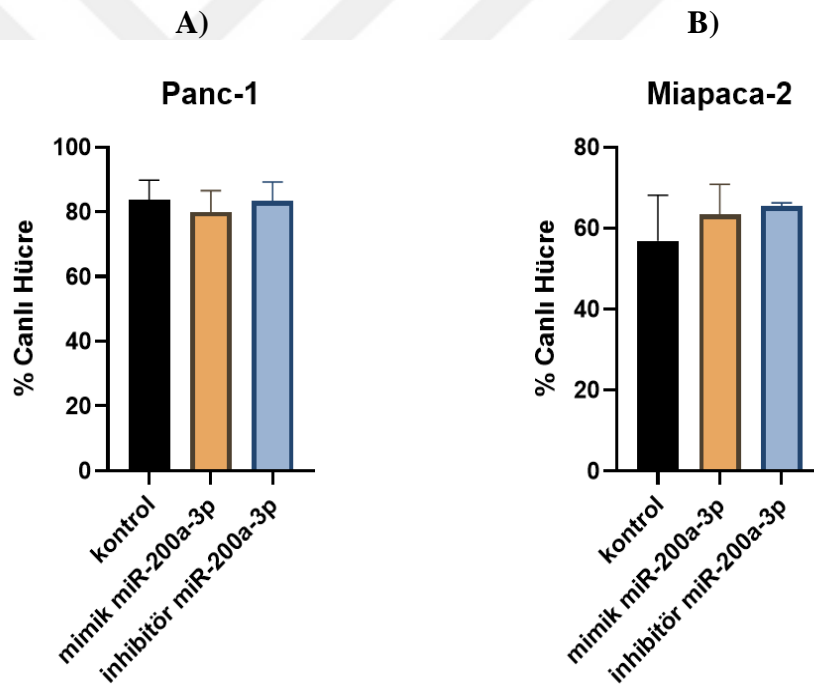 A)
Panc-1
% Canlı Hücre
100
80
60
40
20
0
kontrol
mimik miR-200a-3p
inhibitör miR-200a-3p
B)
Miapaca-2
% Canlı Hücre
80
60
40
20
0
kontrol
mimik miR-200a-3p
inhibitör miR-200a-3p